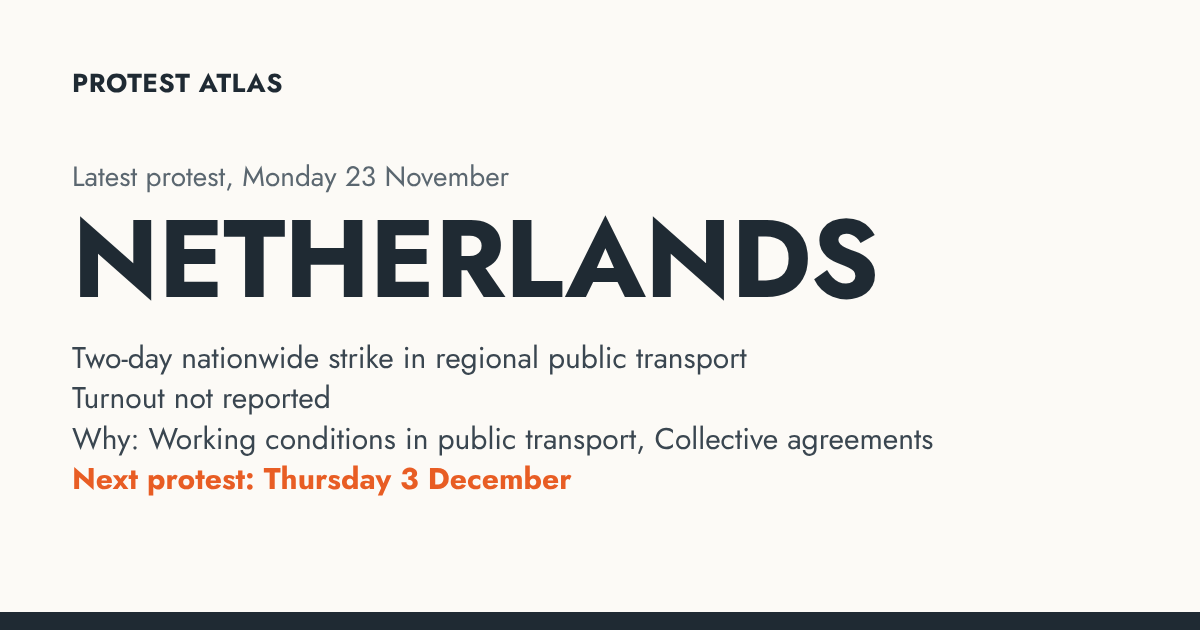 PROTEST ATLAS
Latest protest, Monday 23 November
NETHERLANDS
Two-day nationwide strike in regional public transport
Turnout not reported
Why: Working conditions in public transport, Collective agreements
Next protest: Thursday 3 December